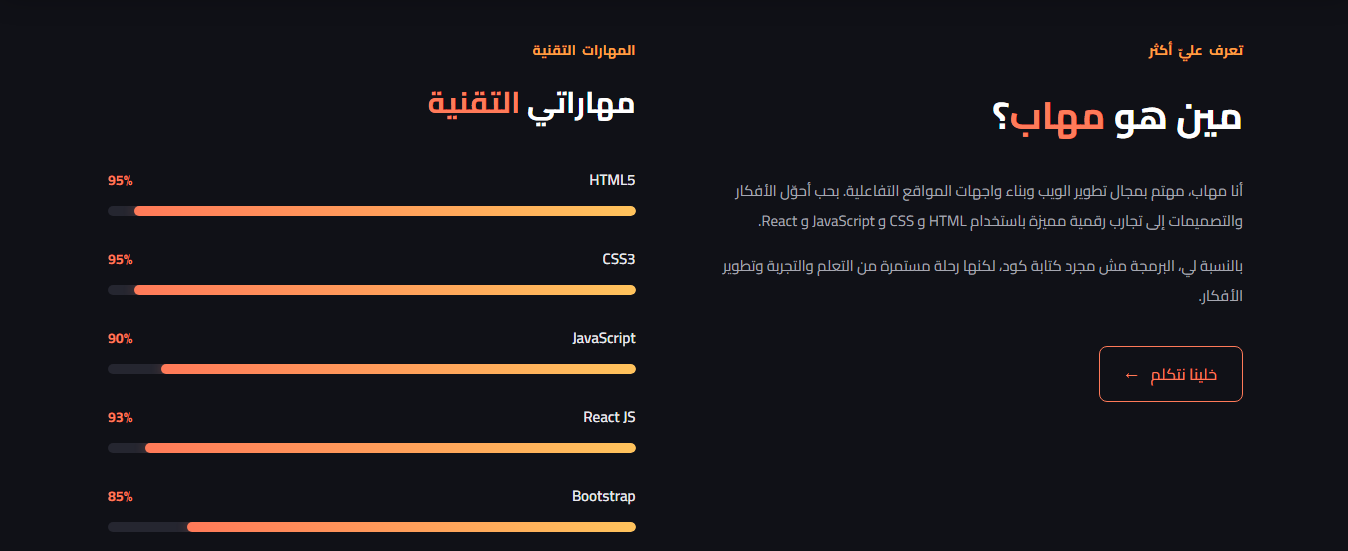 تعرف عليّ أكثر
مين هو مهاب؟
أنا مهاب، مهتم بمجال تطوير الويب وبناء واجهات المواقع التفاعلية. بحب أحوّل الأفكار
والتصميمات إلى تجارب رقمية مميزة باستخدام HTML و CSS و JavaScript و React.
بالنسبة لي، البرمجة مش مجرد كتابة كود، لكنها رحلة مستمرة من التعلم والتجربة وتطوير
الأفكار.
خلينا نتكلم ←
المهارات التقنية
مهاراتي التقنية
HTML5 95%
CSS3 95%
JavaScript 90%
React JS 93%
Bootstrap 85%